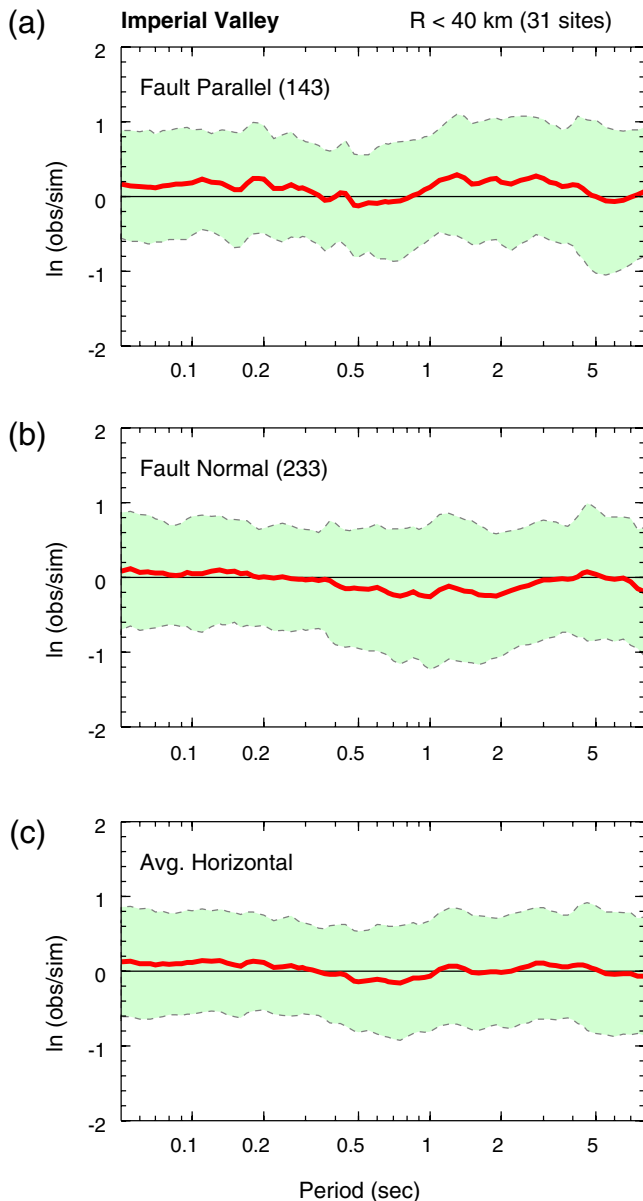 (a)
Imperial Valley R < 40 km (31 sites)
2
Fault Parallel (143)
1
0
-1
-2
ln (obs/sim)
0.1 0.2 0.5 1 2 5
(b)
2
Fault Normal (233)
1
0
-1
-2
ln (obs/sim)
0.1 0.2 0.5 1 2 5
(c)
2
Avg. Horizontal
1
0
-1
-2
ln (obs/sim)
0.1 0.2 0.5 1 2 5
Period (sec)